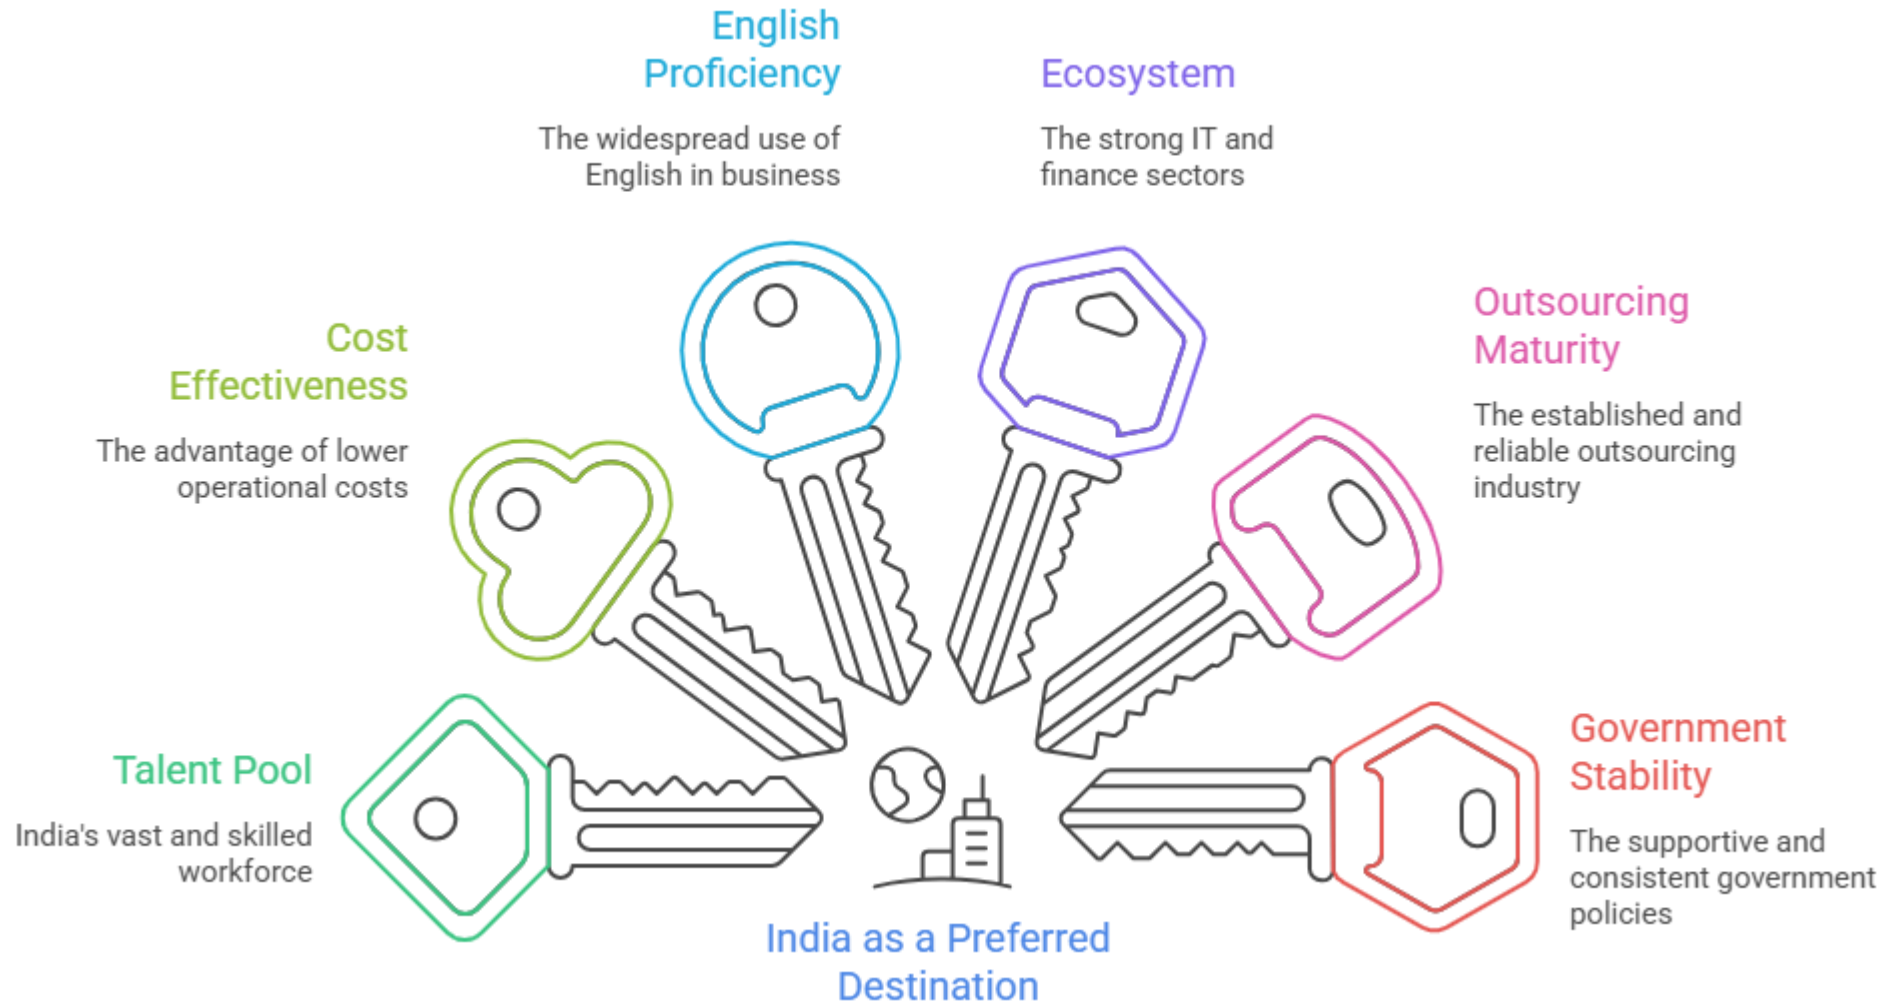 English
Proficiency
The widespread use of
English in business
Ecosystem
The strong IT and
finance sectors
Cost
Effectiveness
The advantage of lower
operational costs
Outsourcing
Maturity
The established and
reliable outsourcing
industry
Talent Pool
India's vast and skilled
workforce
Government
Stability
The supportive and
consistent government
policies
India as a Preferred
Destination